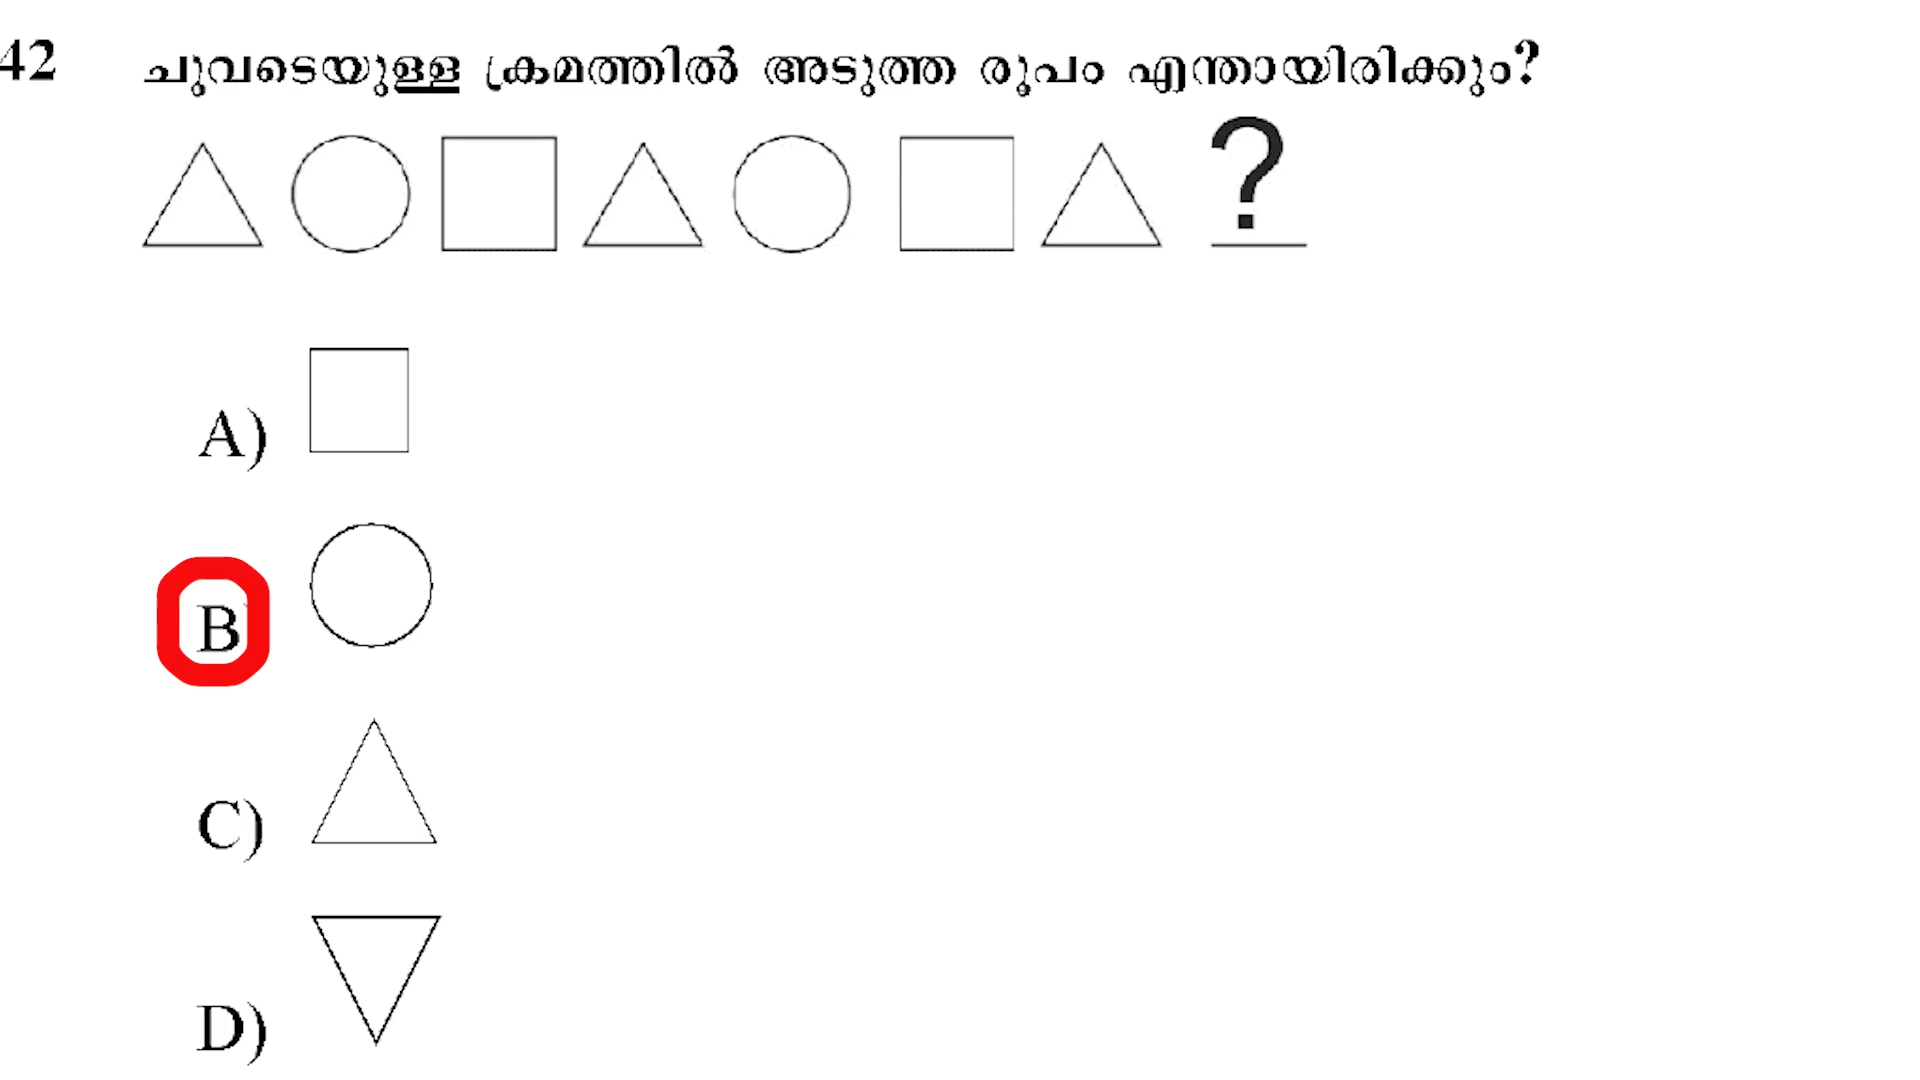 42 ചുവടെയുള്ള ക്രമത്തിൽ അടുത്ത രൂപം എന്തായിരിക്കും?
?
A)
B
C)
D)